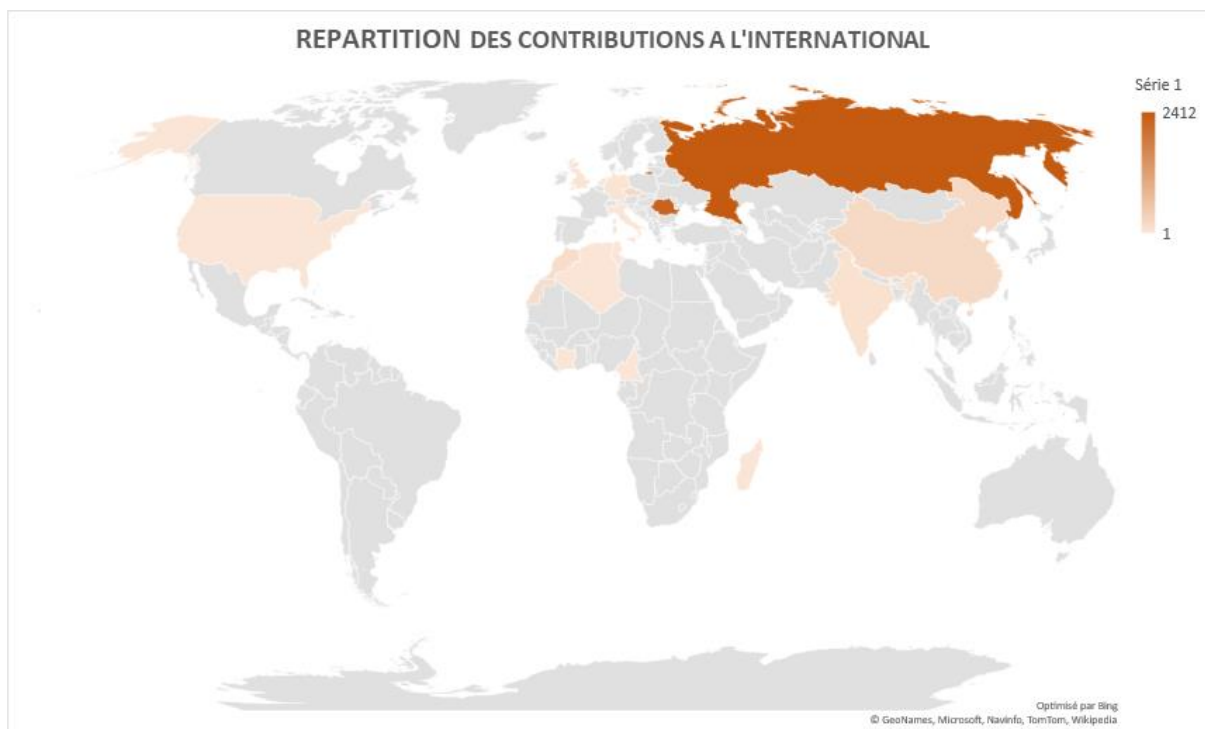 REPARTITION DES CONTRIBUTIONS A L'INTERNATIONAL
Série 1
2412
1
Optimisé par Bing
© GeoNames, Microsoft, Navinfo, TomTom, Wikipedia